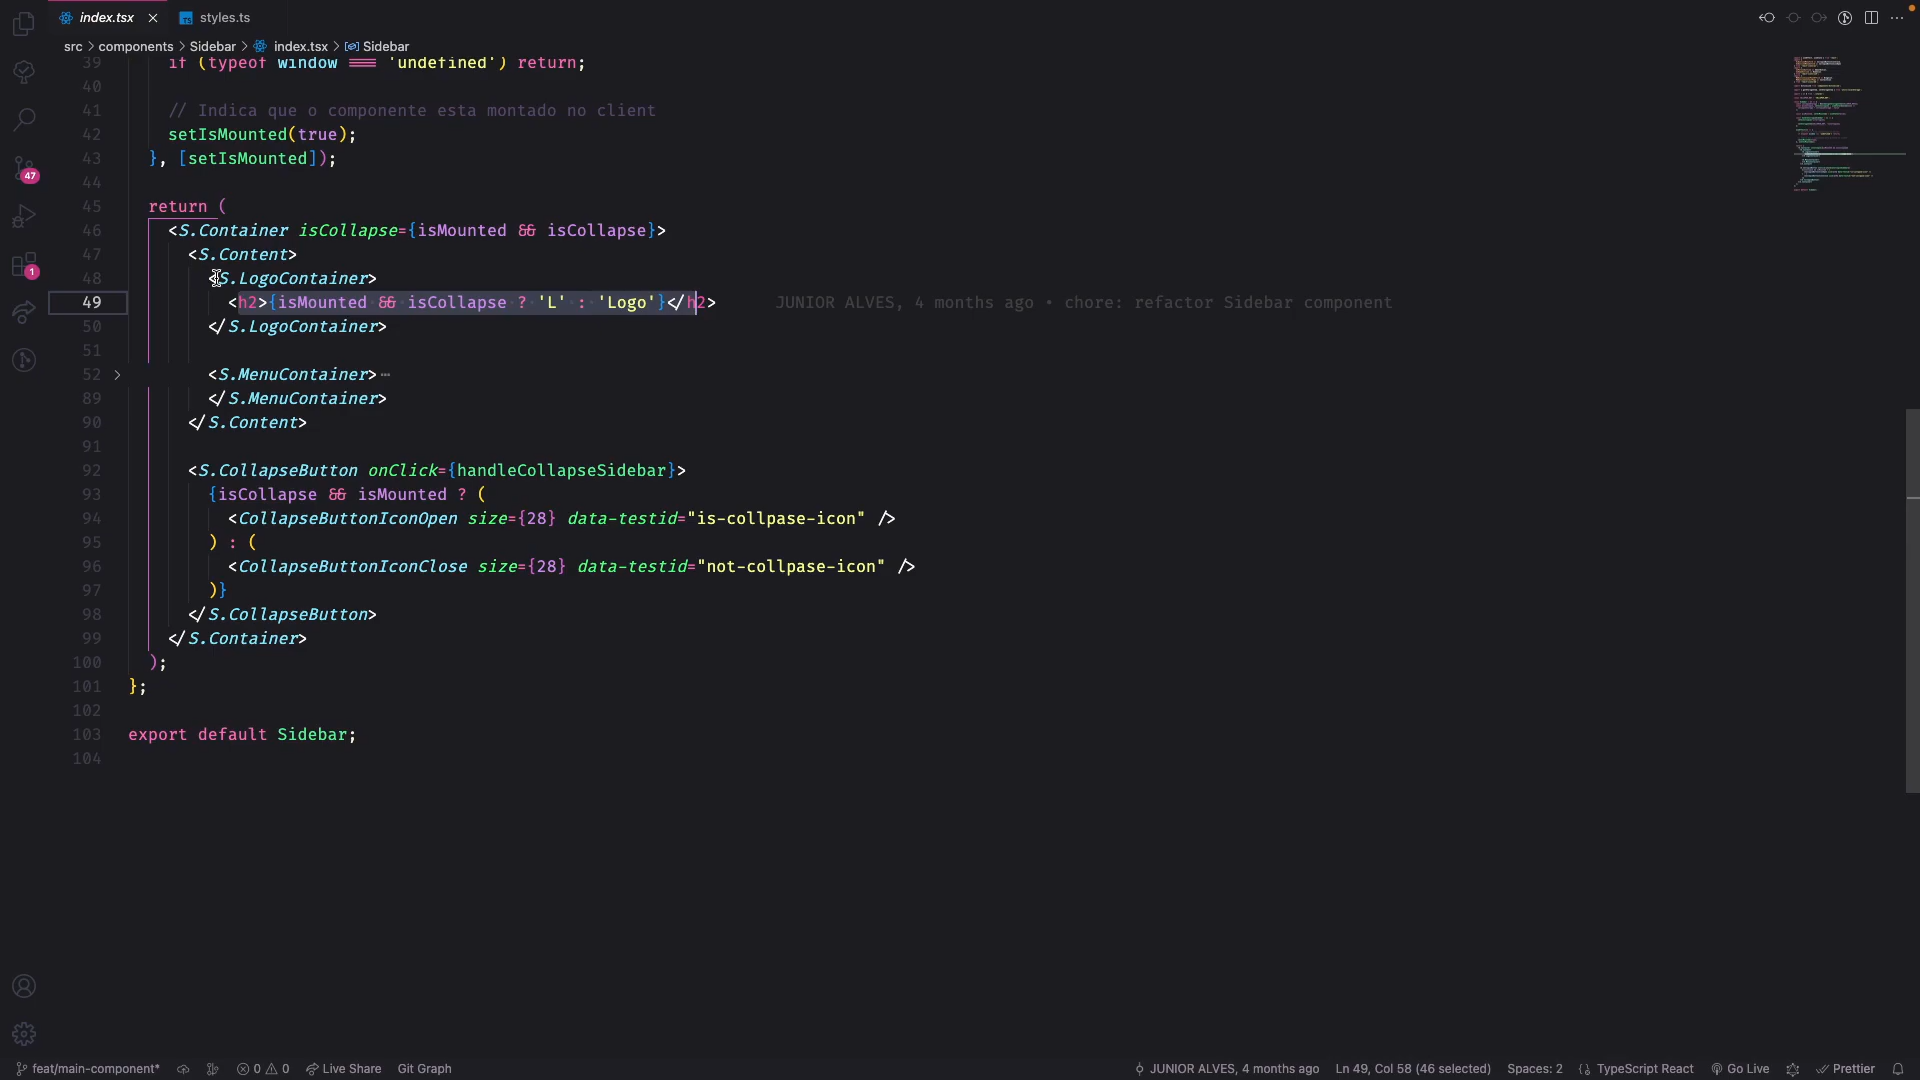 index.tsx
styles.ts
src > components > Sidebar > index.tsx > Sidebar
39 if (typeof window === 'undefined') return;
40
41 // Indica que o componente esta montado no client
42 setIsMounted(true);
43 }, [setIsMounted]);
44
45 return (
46 <S.Container isCollapse={isMounted && isCollapse}>
47 <S.Content>
48 <S.LogoContainer>
49 <h2>{isMounted && isCollapse ? 'L' : 'Logo'}</h2> JUNIOR ALVES, 4 months ago • chore: refactor Sidebar component
50 </S.LogoContainer>
51
52 <S.MenuContainer>
89 </S.MenuContainer>
90 </S.Content>
91
92 <S.CollapseButton onClick={handleCollapseSidebar}>
93 {isCollapse && isMounted ? (
94 <CollapseButtonIconOpen size={28} data-testid="is-collpase-icon" />
95 ) : (
96 <CollapseButtonIconClose size={28} data-testid="not-collpase-icon" />
97 )}
98 </S.CollapseButton>
99 </S.Container>
100 );
101 };
102
103 export default Sidebar;
104
47
1
feat/main-component* 0 0 Live Share Git Graph JUNIOR ALVES, 4 months ago Ln 49, Col 58 (46 selected) Spaces: 2 TypeScript React Go Live Prettier